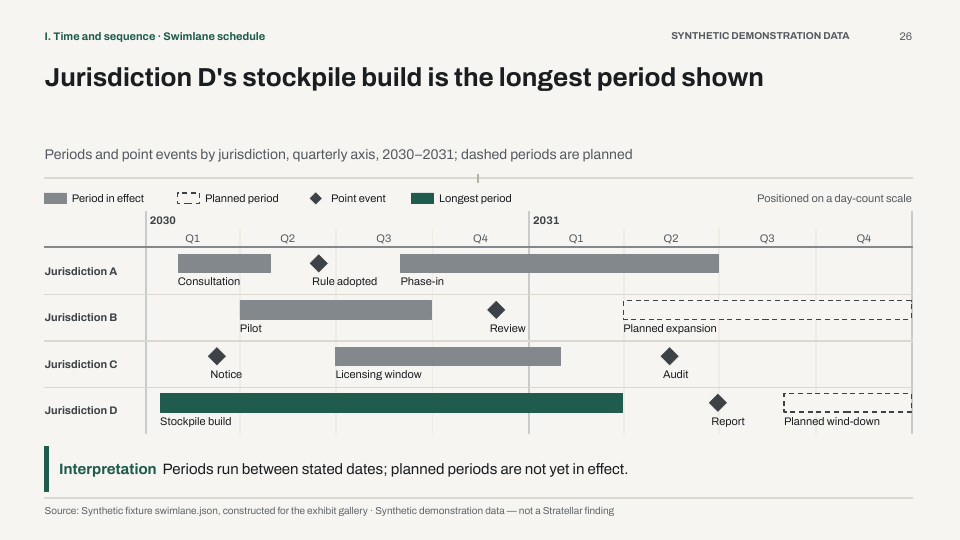 I. Time and sequence · Swimlane schedule
SYNTHETIC DEMONSTRATION DATA
26
Jurisdiction D's stockpile build is the longest period shown
Periods and point events by jurisdiction, quarterly axis, 2030–2031; dashed periods are planned
Period in effect
Planned period
Point event
Longest period
Positioned on a day-count scale
2030
2031
Q1
Q2
Q3
Q4
Q1
Q2
Q3
Q4
Jurisdiction A
Consultation
Rule adopted
Phase-in
Jurisdiction B
Pilot
Review
Planned expansion
Jurisdiction C
Notice
Licensing window
Audit
Jurisdiction D
Stockpile build
Report
Planned wind-down
Interpretation Periods run between stated dates; planned periods are not yet in effect.
Source: Synthetic fixture swimlane.json, constructed for the exhibit gallery · Synthetic demonstration data — not a Stratellar finding